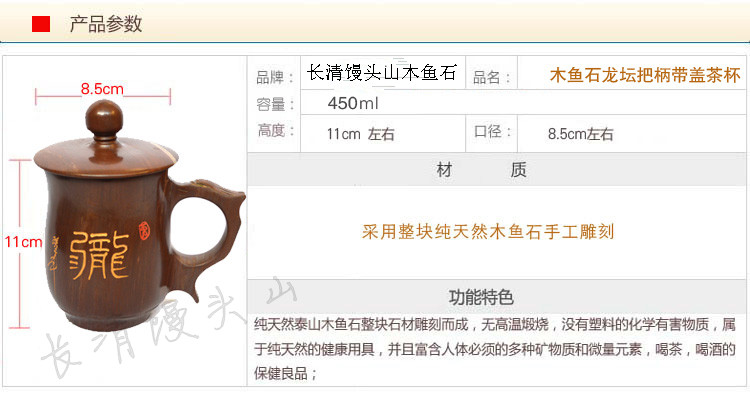 产品参数
8.5cm
11cm
长清馒头山
品牌： 长清馒头山木鱼石 品名： 木鱼石龙坛把柄带盖茶杯
容量： 450ml
高度： 11cm 左右 口径： 8.5cm左右
材 质
采用整块纯天然木鱼石手工雕刻
功能特色
纯天然泰山木鱼石整块石材雕刻而成，无高温煅烧，没有塑料的化学有害物质，属
于纯天然的健康用具，并且富含人体必须的多种矿物质和微量元素，喝茶，喝酒的
保健良品；